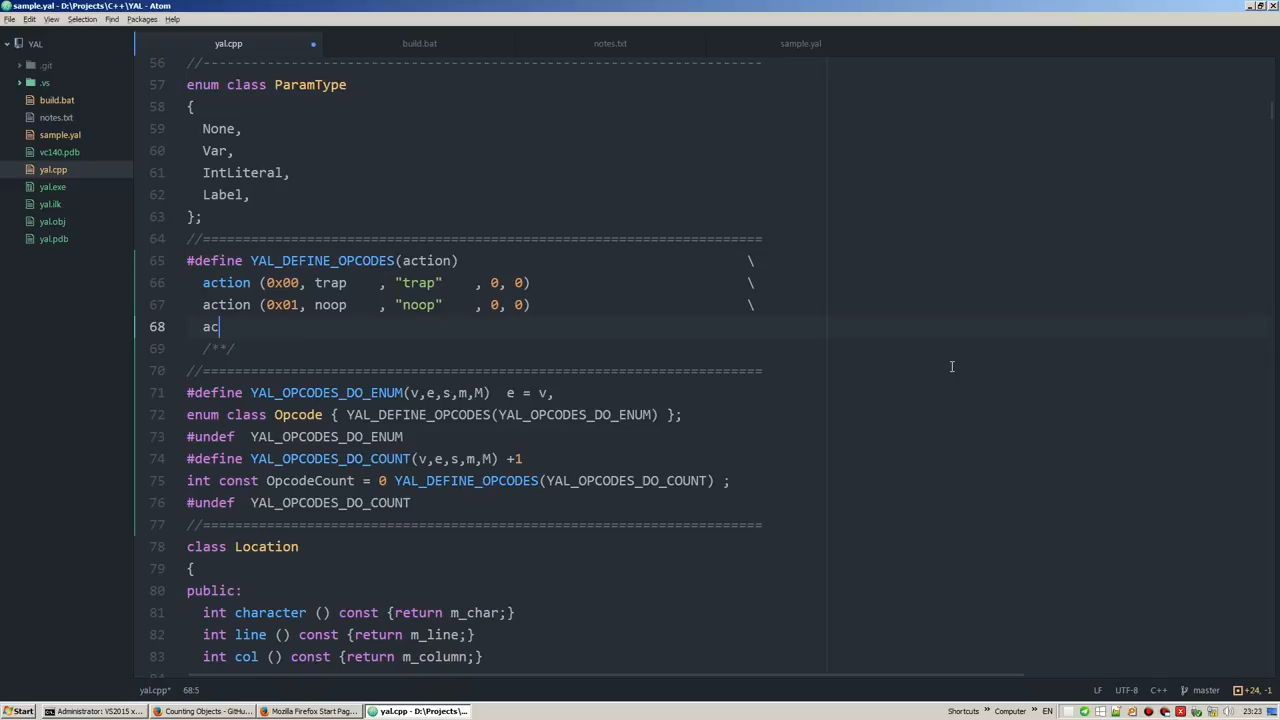 sample.yal - D:\Projects\C++\YAL - Atom
File Edit View Selection Find Packages Help
YAL
.git
.vs
build.bat
notes.txt
sample.yal
vc140.pdb
yal.cpp
yal.exe
yal.ilk
yal.obj
yal.pdb
yal.cpp build.bat notes.txt sample.yal
56 //----------------------------------------------------------------------
57 enum class ParamType
58 {
59 None,
60 Var,
61 IntLiteral,
62 Label,
63 };
64 //======================================================================
65 #define YAL_DEFINE_OPCODES(action) \
66 action (0x00, trap , "trap" , 0, 0) \
67 action (0x01, noop , "noop" , 0, 0) \
68 ac
69 /**/
70 //======================================================================
71 #define YAL_OPCODES_DO_ENUM(v,e,s,m,M) e = v,
72 enum class Opcode { YAL_DEFINE_OPCODES(YAL_OPCODES_DO_ENUM) };
73 #undef YAL_OPCODES_DO_ENUM
74 #define YAL_OPCODES_DO_COUNT(v,e,s,m,M) +1
75 int const OpcodeCount = 0 YAL_DEFINE_OPCODES(YAL_OPCODES_DO_COUNT) ;
76 #undef YAL_OPCODES_DO_COUNT
77 //======================================================================
78 class Location
79 {
80 public:
81 int character () const {return m_char;}
82 int line () const {return m_line;}
83 int col () const {return m_column;}
yal.cpp* 68:5 LF UTF-8 C++ master +24, -1
Start Administrator: VS2015 x... Counting Objects - GitHu... Mozilla Firefox Start Pag... yal.cpp - D:\Projects\... Shortcuts » Computer » EN 23:23